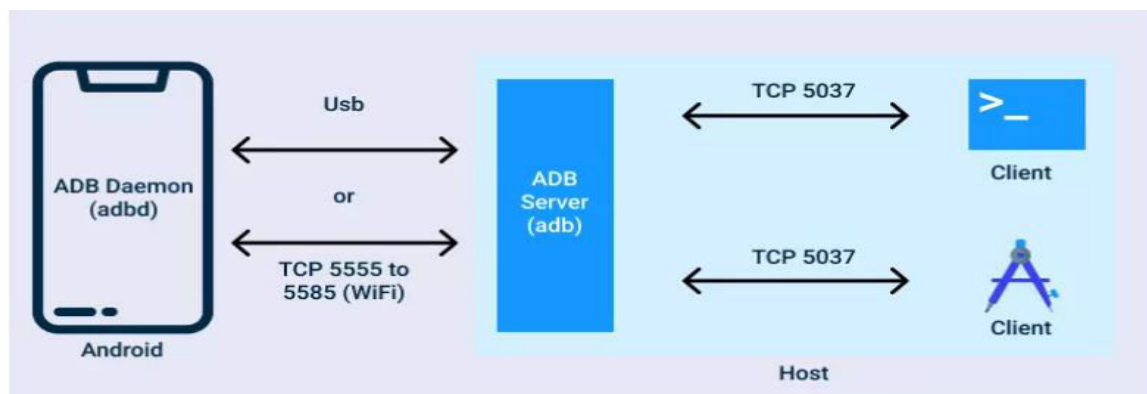 Usb
TCP 5037
>_
Client
ADB Daemon
(adbd)
or
ADB
Server
(adb)
TCP 5555 to
5585 (WiFi)
TCP 5037
Client
Android
Host